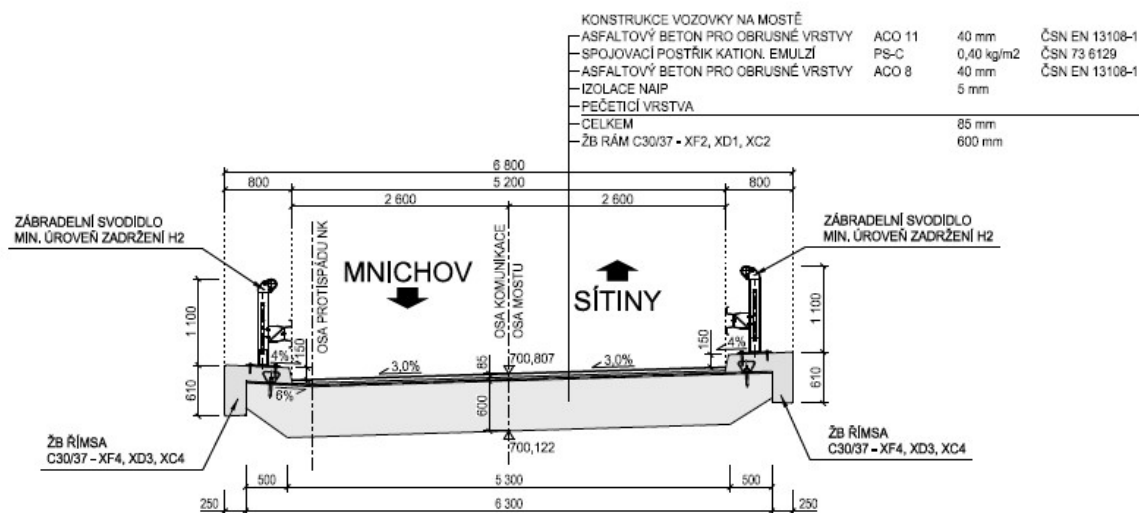 KONSTRUKCE VOZOVKY NA MOSTĚ
ASFALTOVÝ BETON PRO OBRUSNÉ VRSTVY ACO 11 40 mm ČSN EN 13108-1
SPOJOVACÍ POSTŘIK KATION. EMULZÍ PS-C 0,40 kg/m2 ČSN 73 6129
ASFALTOVÝ BETON PRO OBRUSNÉ VRSTVY ACO 8 40 mm ČSN EN 13108-1
IZOLACE NAIP 5 mm
PEČETICÍ VRSTVA
CELKEM 85 mm
ŽB RÁM C30/37 - XF2, XD1, XC2 600 mm
6 800
800 5 200 800
2 600 2 600
ZÁBRADELNÍ SVODIDLO
MIN. ÚROVEŇ ZADRŽENÍ H2
ZÁBRADELNÍ SVODIDLO
MIN. ÚROVEŇ ZADRŽENÍ H2
OSA PROTISPÁDU NK
MNICHOV
OSA KOMUNIKACE
OSA MOSTU
SÍTINY
1 100
610
150
4%
6%
3,0%
85
700,807
3,0%
600
700,122
150
4%
1 100
610
ŽB ŘÍMSA
C30/37 - XF4, XD3, XC4
ŽB ŘÍMSA
C30/37 - XF4, XD3, XC4
500 5 300 500
250 6 300 250